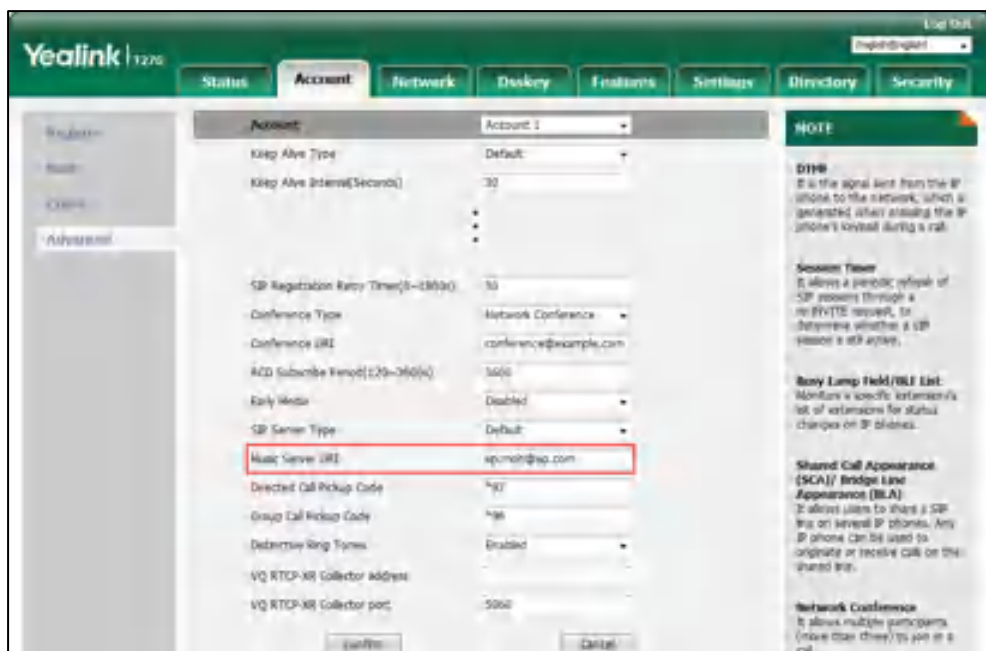 Log Out
English(English)
Yealink T27G
Status Account Network Dsskey Features Settings Directory Security
Register
Basic
Codec
Advanced
Account Account 1
Keep Alive Type Default
Keep Alive Interval(Seconds) 30
SIP Registration Retry Timer(0~1800s) 30
Conference Type Network Conference
Conference URI conference@example.com
ACD Subscribe Period(120~3600s) 3600
Early Media Disabled
SIP Server Type Default
Music Server URI
Directed Call Pickup Code *97
Group Call Pickup Code *98
Distinctive Ring Tones Enabled
VQ RTCP-XR Collector address
VQ RTCP-XR Collector port 5060
Confirm Cancel
NOTE
DTMF
It is the signal sent from the IP
phone to the network, which is
generated when pressing the IP
phone's keypad during a call.
Session Timer
It allows a periodic refresh of
SIP sessions through a
re-INVITE request, to
determine whether a SIP
session is still active.
Busy Lamp Field/BLF List
Monitors a specific extension/a
list of extensions for status
changes on IP phones.
Shared Call Appearance
(SCA)/ Bridge Line
Appearance (BLA)
It allows users to share a SIP
line on several IP phones. Any
IP phone can be used to
originate or receive calls on the
shared line.
Network Conference
It allows multiple participants
(more than three) to join in a
call.